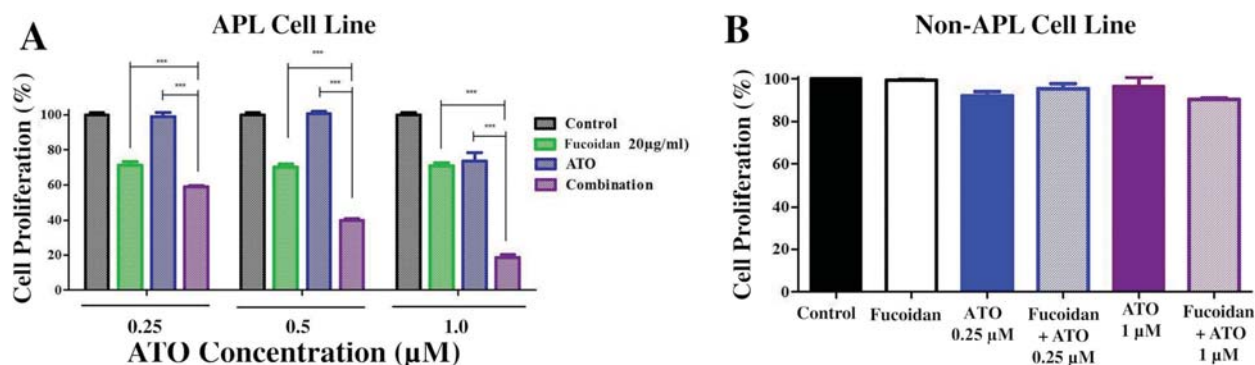 A
APL Cell Line
Cell Proliferation (%)
100
80
60
40
20
0
***
***
***
***
***
***
Control
Fucoidan 20µg/ml)
ATO
Combination
0.25
0.5
1.0
ATO Concentration (µM)
B
Non-APL Cell Line
Cell Proliferation (%)
100
80
60
40
20
0
Control
Fucoidan
ATO
0.25 µM
Fucoidan
+ ATO
0.25 µM
ATO
1 µM
Fucoidan
+ ATO
1 µM